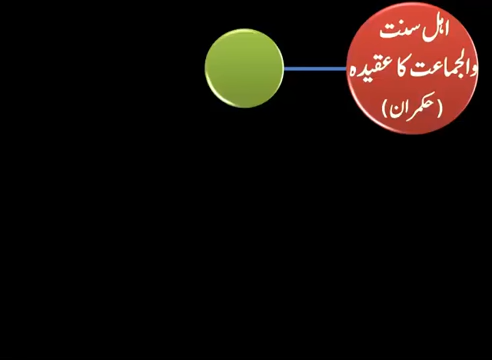 اہل سنت
والجماعت کا عقیدہ
(حکمران)